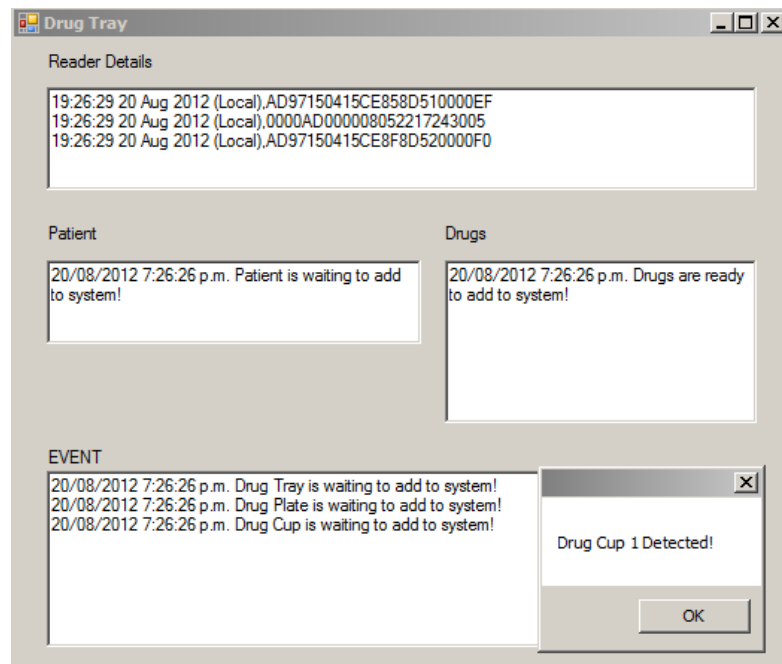 Drug Tray
Reader Details
19:26:29 20 Aug 2012 (Local),AD97150415CE858D510000EF
19:26:29 20 Aug 2012 (Local),0000AD000008052217243005
19:26:29 20 Aug 2012 (Local),AD97150415CE8F8D520000F0
Patient
20/08/2012 7:26:26 p.m. Patient is waiting to add
to system!
Drugs
20/08/2012 7:26:26 p.m. Drugs are ready
to add to system!
EVENT
20/08/2012 7:26:26 p.m. Drug Tray is waiting to add to system!
20/08/2012 7:26:26 p.m. Drug Plate is waiting to add to system!
20/08/2012 7:26:26 p.m. Drug Cup is waiting to add to system!
Drug Cup 1 Detected!
OK